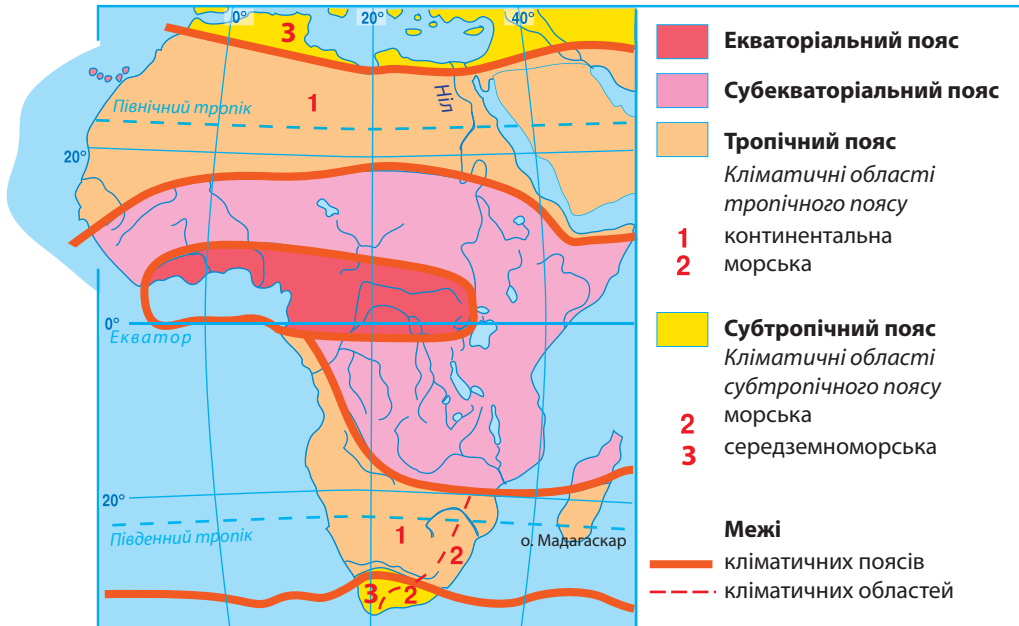 0°
20°
40°
3
Ніл
1
Північний тропік
20°
0°
Екватор
20°
Південний тропік
1
2
о. Мадагаскар
3
2
Екваторіальний пояс
Субекваторіальний пояс
Тропічний пояс
Кліматичні області
тропічного поясу
1 континентальна
2 морська
Субтропічний пояс
Кліматичні області
субтропічного поясу
2 морська
3 середземноморська
Межі
кліматичних поясів
кліматичних областей